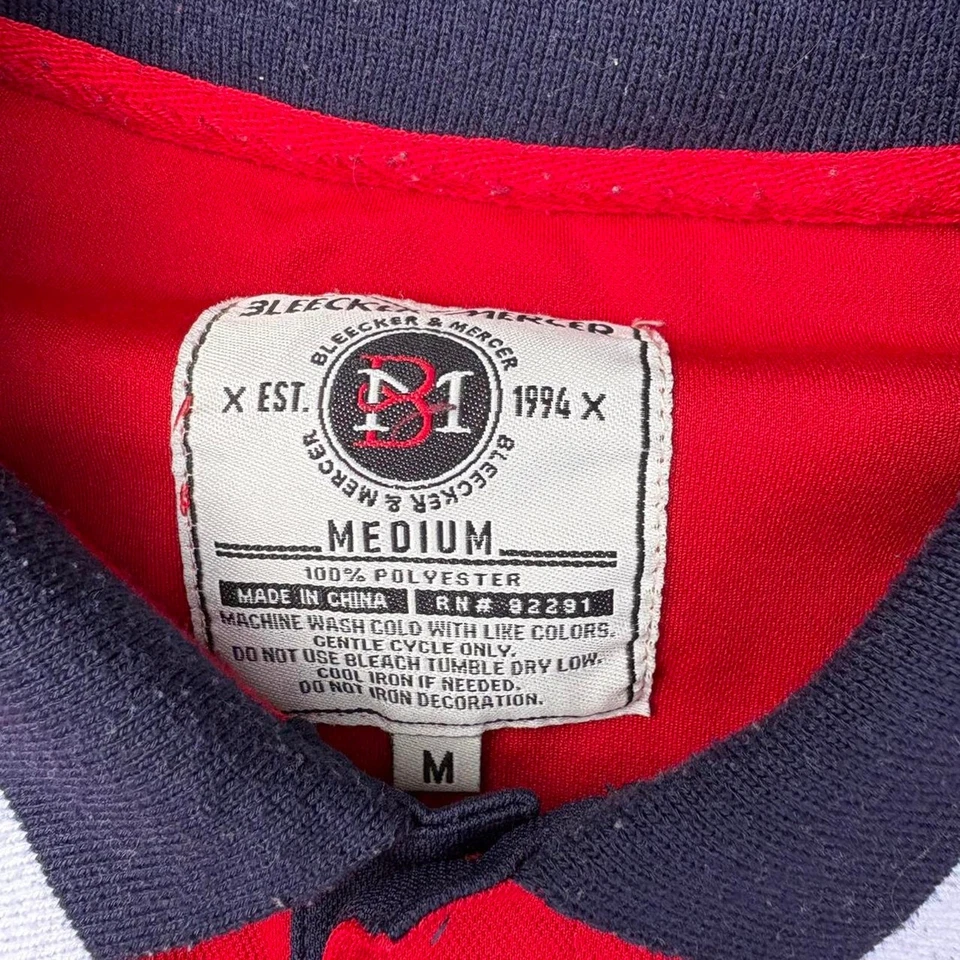 BLEECKER & MERCER
BLEECKER & MERCER
X EST. BM 1994 X
BLEECKER & MERCER
MEDIUM
100% POLYESTER
MADE IN CHINA RN# 92291
MACHINE WASH COLD WITH LIKE COLORS.
GENTLE CYCLE ONLY.
DO NOT USE BLEACH TUMBLE DRY LOW.
COOL IRON IF NEEDED.
DO NOT IRON DECORATION.
M